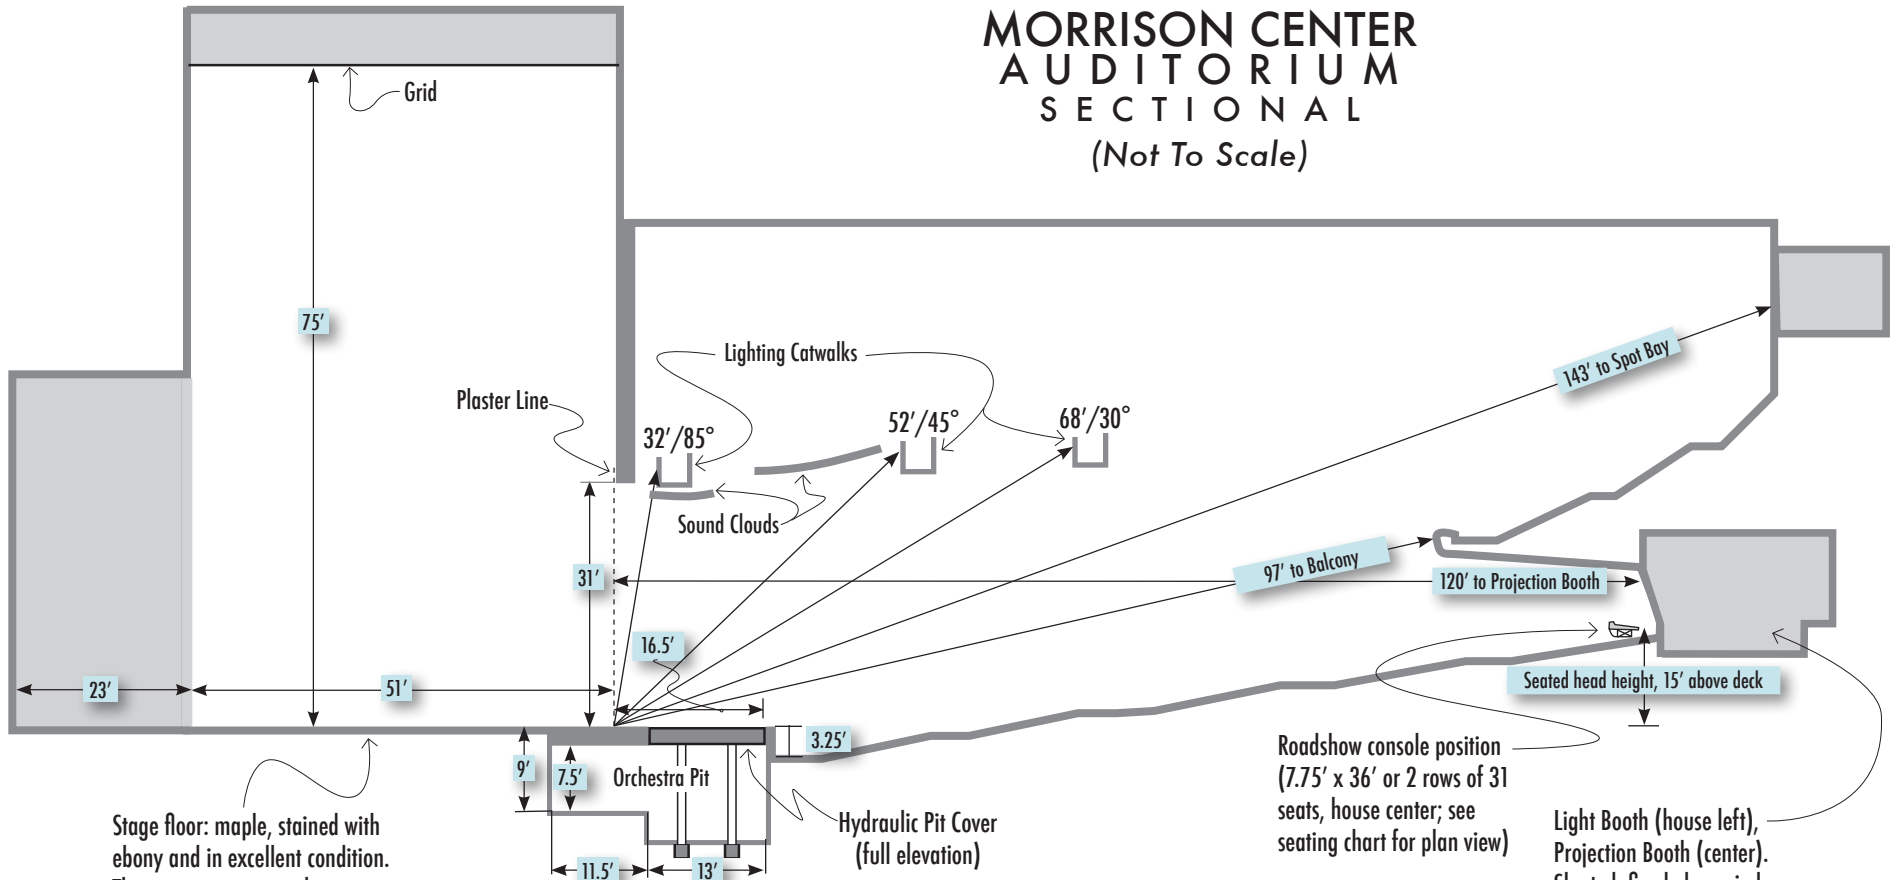 MORRISON CENTER
AUDITORIUM
SECTIONAL
(Not To Scale)
Grid
75'
Lighting Catwalks
143' to Spot Bay
Plaster Line
32'/85°
52'/45°
68'/30°
Sound Clouds
31'
97' to Balcony
120' to Projection Booth
16.5'
23'
51'
Seated head height, 15' above deck
3.25'
9'
7.5'
Orchestra Pit
11.5'
13'
Hydraulic Pit Cover
(full elevation)
Roadshow console position
(7.75' x 36' or 2 rows of 31
seats, house center; see
seating chart for plan view)
Stage floor: maple, stained with
ebony and in excellent condition.
Light Booth (house left),
Projection Booth (center).